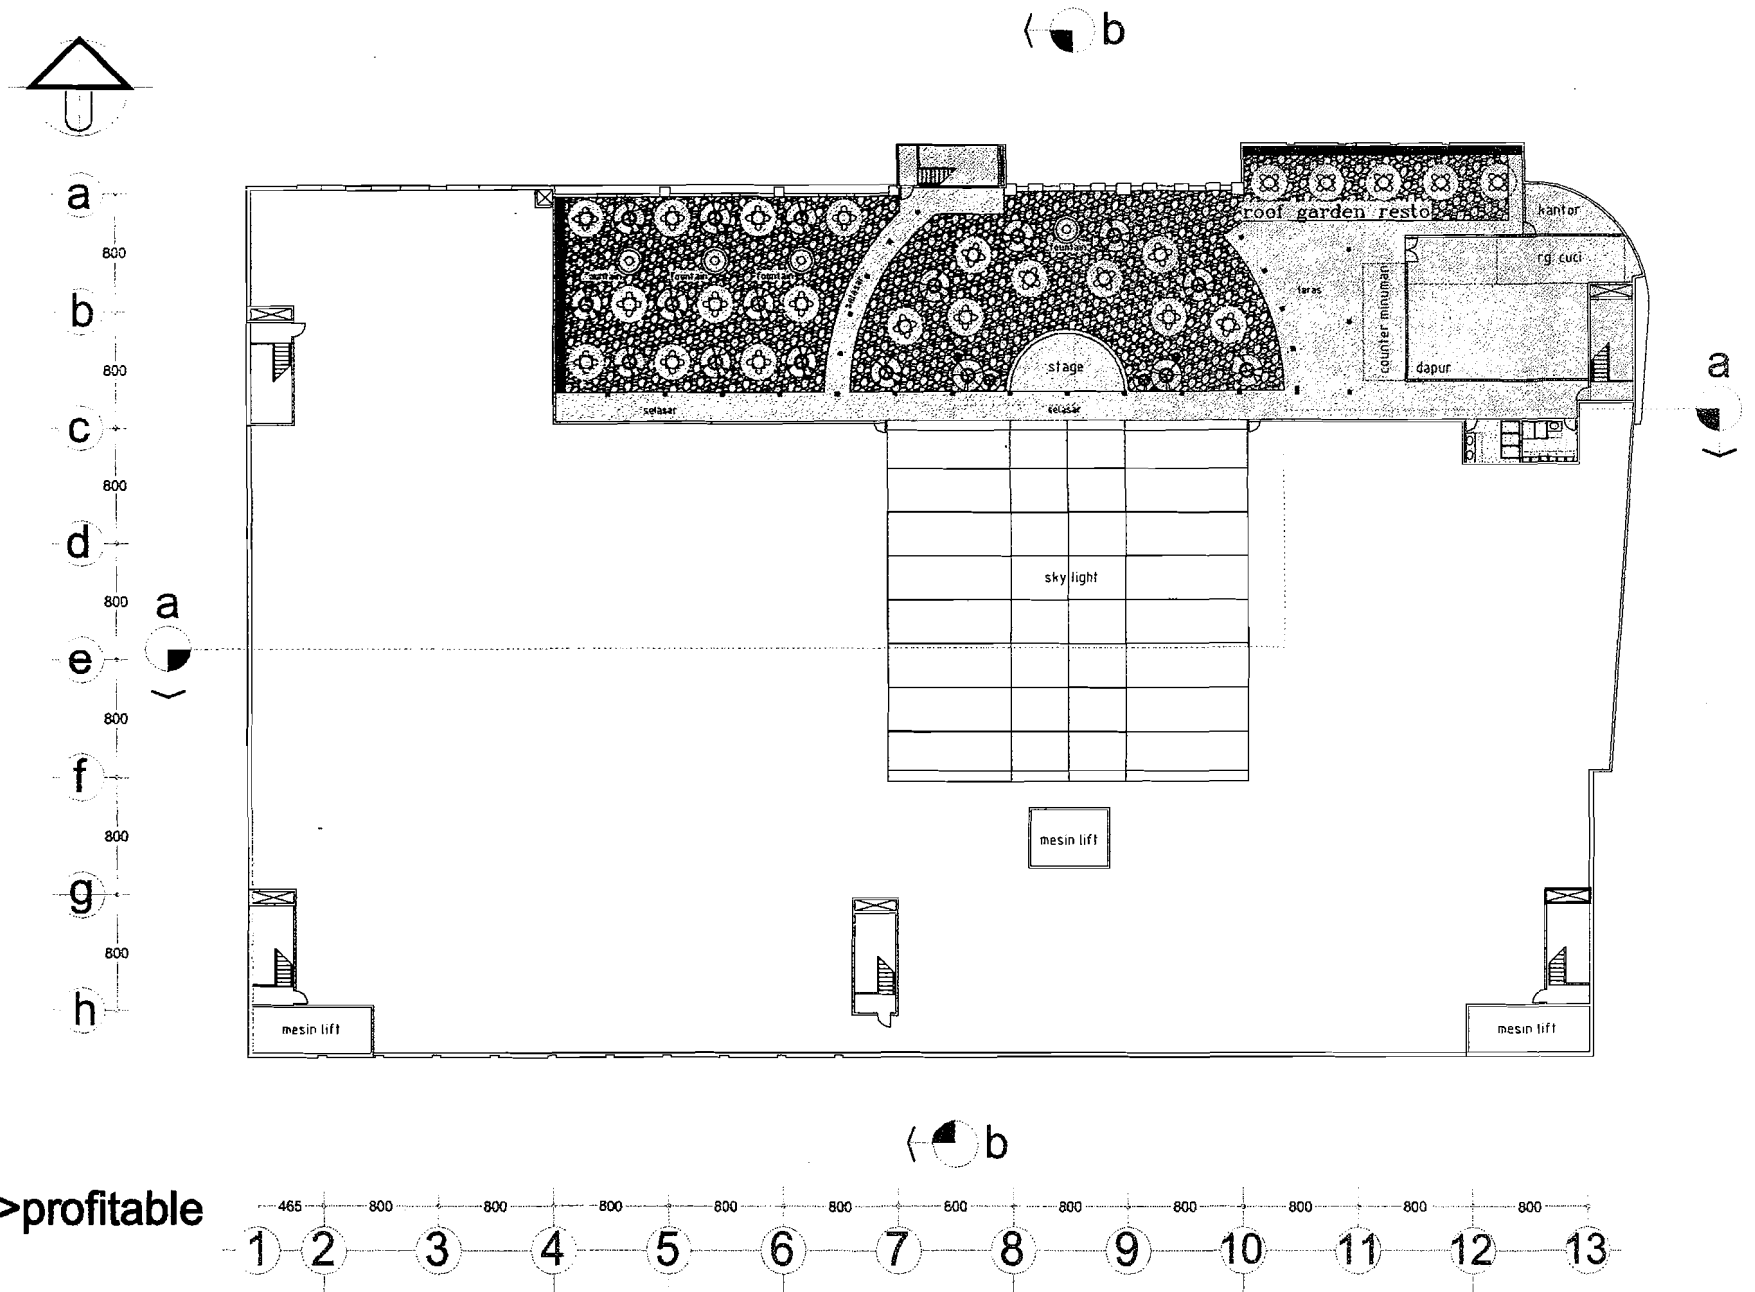 b
a
roof garden resto
kantor
800
fountain
fountain
fountain
fountain
rg. cuci
selasar
teras
counter minuman
b
800
stage
dapur
a
selasar
selasar
c
800
d
sky light
800
a
e
800
f
800
mesin lift
g
800
h
mesin lift
mesin lift
b
>profitable
465 800 800 800 800 800 600 800 800 800 800 800
1 2 3 4 5 6 7 8 9 10 11 12 13